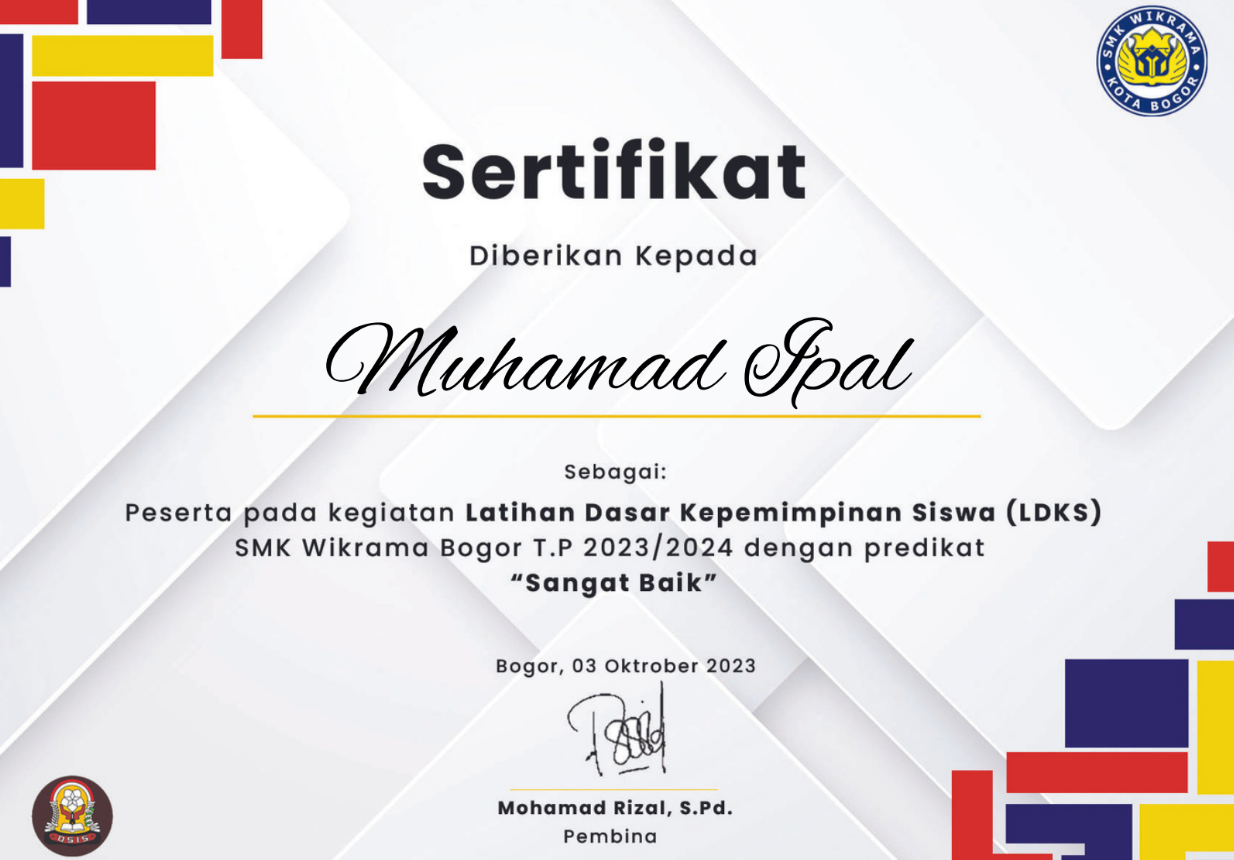 SMK WIKRAMA
KOTA BOGOR
Sertifikat
Diberikan Kepada
Muhamad Ipal
Sebagai:
Peserta pada kegiatan Latihan Dasar Kepemimpinan Siswa (LDKS)
SMK Wikrama Bogor T.P 2023/2024 dengan predikat
“Sangat Baik”
Bogor, 03 Oktrober 2023
Mohamad Rizal, S.Pd.
Pembina
OSIS